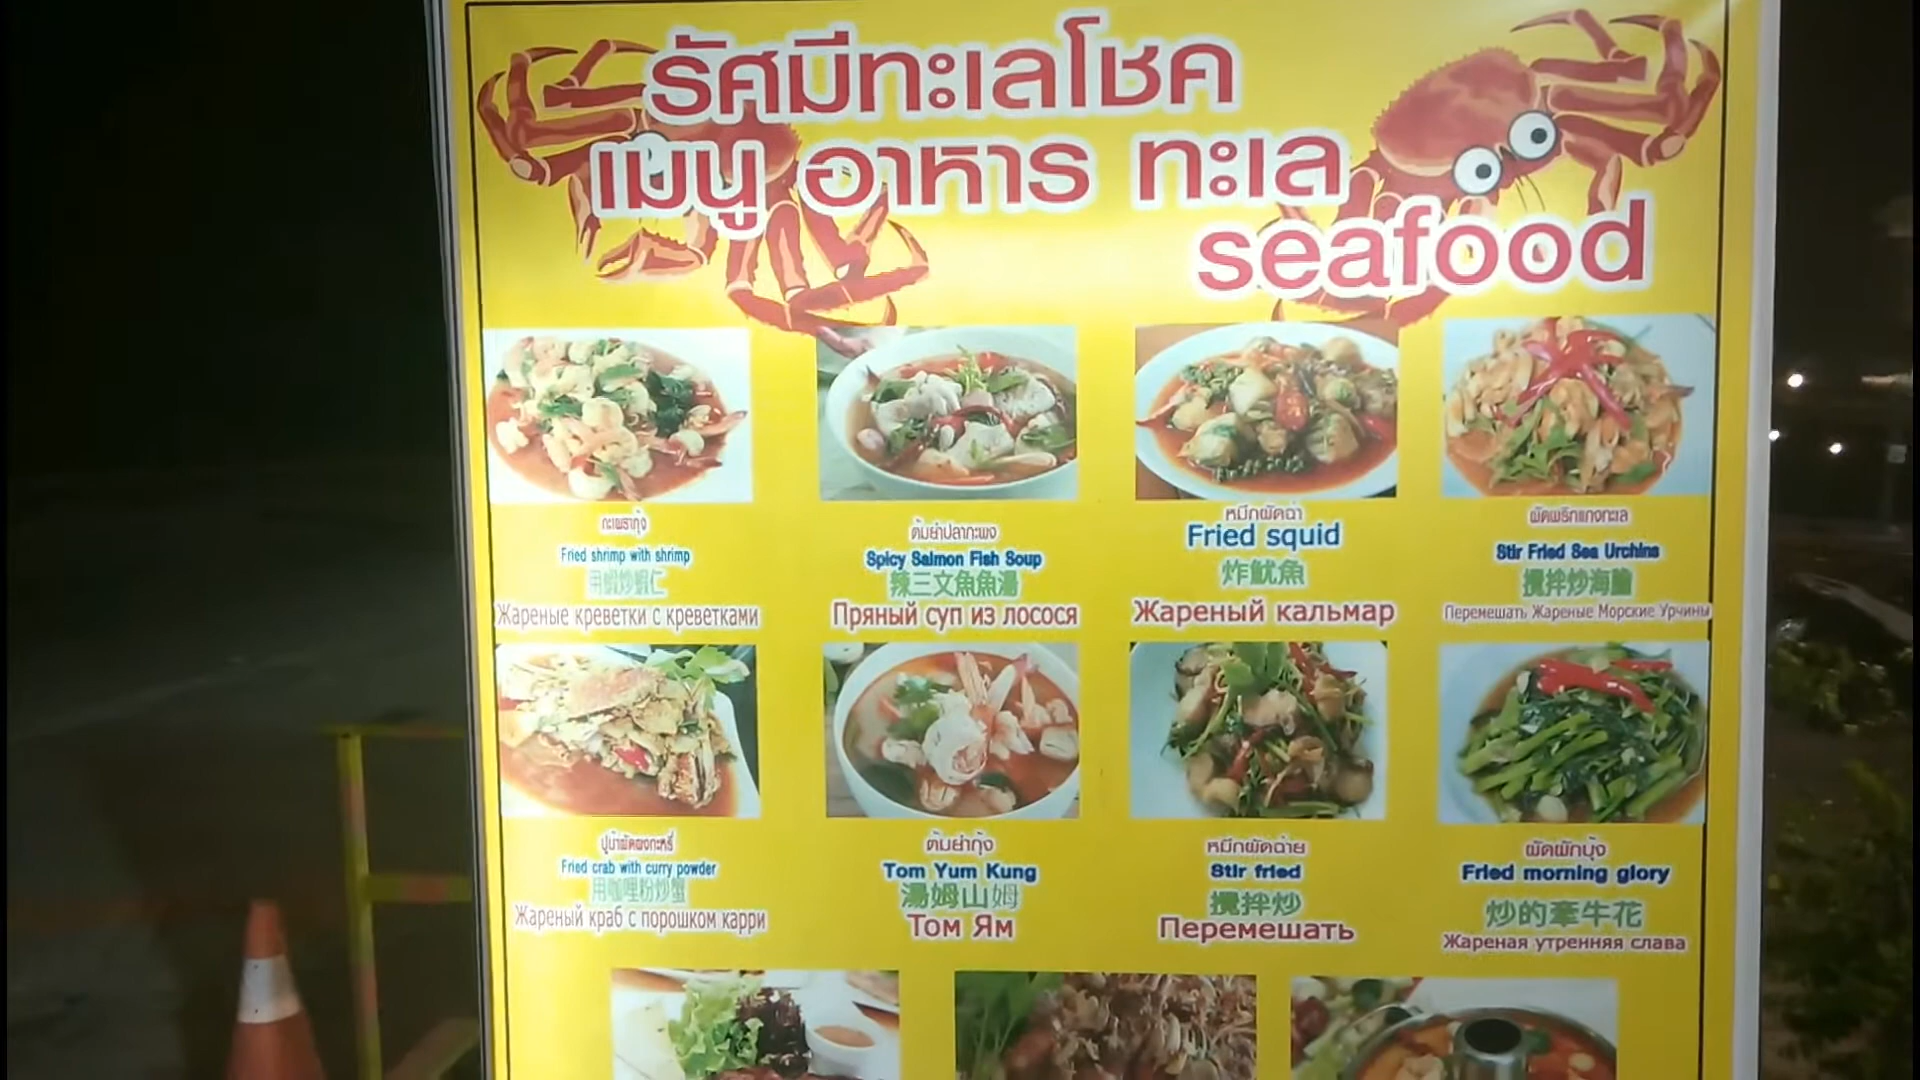 รัศมีทะเลโชค
เมนู อาหาร ทะเล
seafood
กะเพรากุ้ง
Fried shrimp with shrimp
用蝦炒蝦仁
Жареные креветки с креветками
ต้มยำปลากะพง
Spicy Salmon Fish Soup
辣三文魚魚湯
Пряный суп из лосося
หมึกผัดฉ่า
Fried squid
炸魷魚
Жареный кальмар
ผัดพริกแกงทะเล
Stir Fried Sea Urchins
攪拌炒海膽
Перемешать Жареные Морские Урчины
ปูม้าผัดผงกะหรี่
Fried crab with curry powder
用咖哩粉炒蟹
Жареный краб с порошком карри
ต้มยำกุ้ง
Tom Yum Kung
湯姆山姆
Том Ям
หมึกผัดฉ่าย
Stir fried
攪拌炒
Перемешать
ผัดผักบุ้ง
Fried morning glory
炒的牽牛花
Жареная утренняя слава